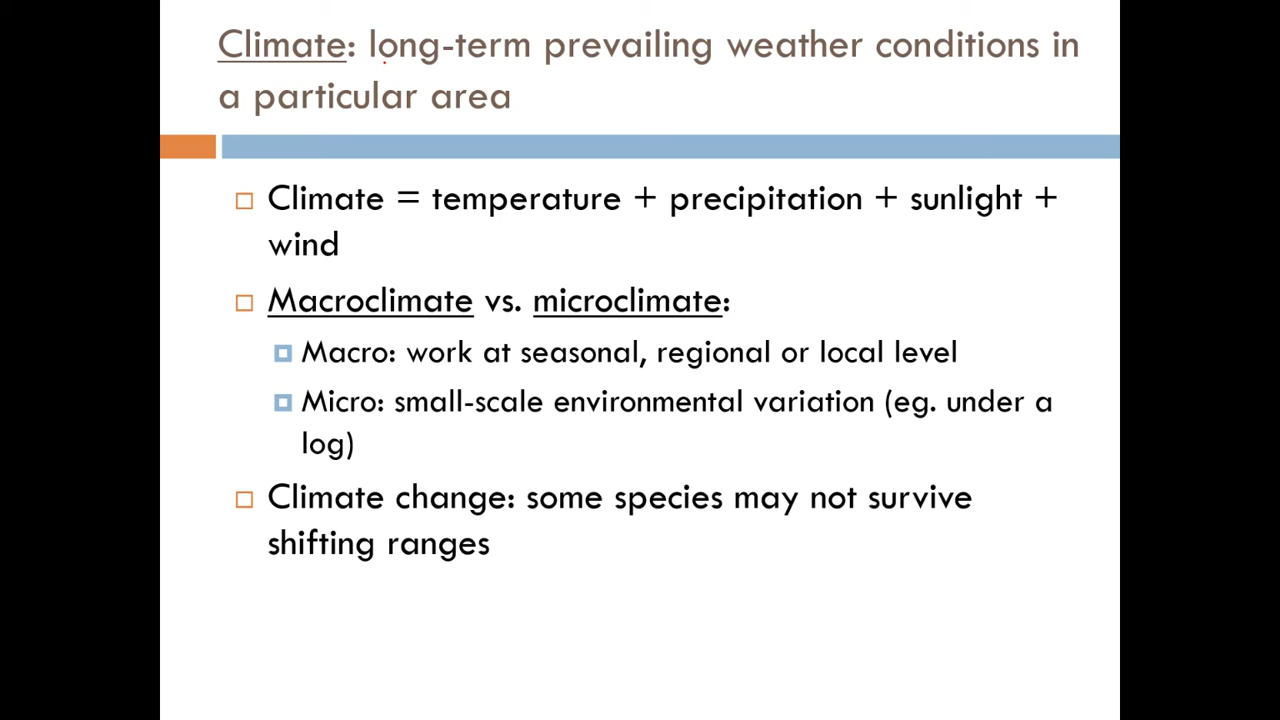 Climate: long-term prevailing weather conditions in
a particular area
Climate = temperature + precipitation + sunlight +
wind
Macroclimate vs. microclimate:
Macro: work at seasonal, regional or local level
Micro: small-scale environmental variation (eg. under a
log)
Climate change: some species may not survive
shifting ranges